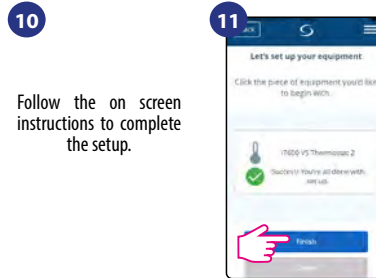 10
Follow the on screen
instructions to complete
the setup.
11
Back
Let's set up your equipment
Click the piece of equipment you'd like
to begin with.
iT600 VS Thermostat 2
Success! You're all done with
set up.
Finish